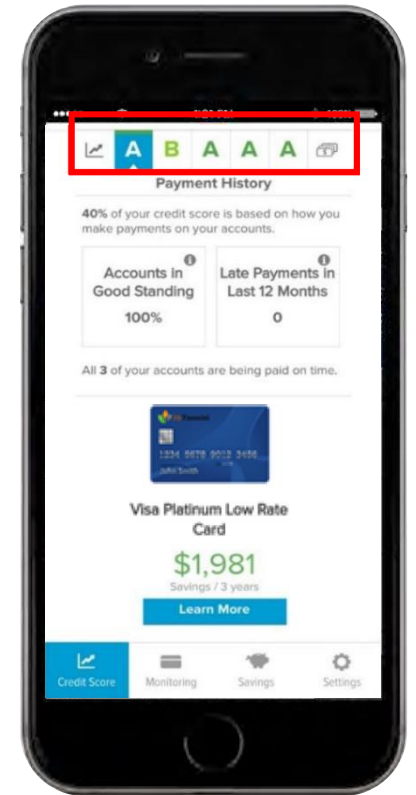 A B A A A
Payment History
40% of your credit score is based on how you
make payments on your accounts.
Accounts in
Good Standing
100%
Late Payments in
Last 12 Months
0
All 3 of your accounts are being paid on time.
1234 5678 9012 3456
John Smith
Visa Platinum Low Rate
Card
$1,981
Savings / 3 years
Learn More
Credit Score Monitoring Savings Settings